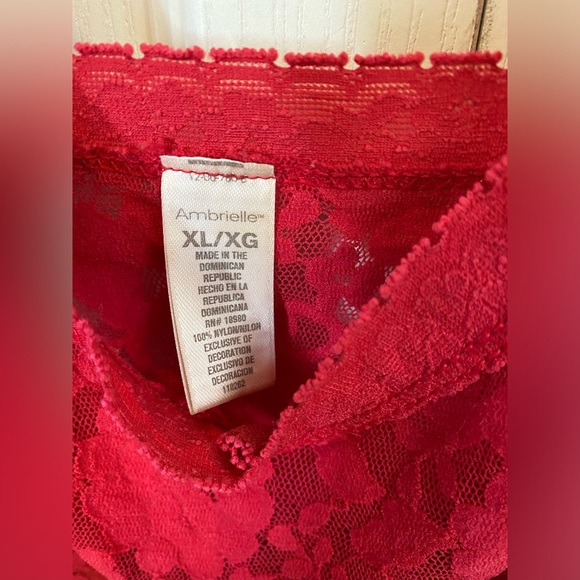 Ambrielle™
XL/XG
MADE IN THE
DOMINICAN
REPUBLIC
HECHO EN LA
REPUBLICA
DOMINICANA
RN# 18980
100% NYLON/NILON
EXCLUSIVE OF
DECORATION
EXCLUSIVO DE
DECORACION
118262